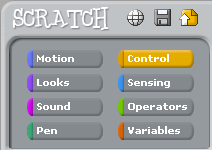 SCRATCH
Motion Control
Looks Sensing
Sound Operators
Pen Variables